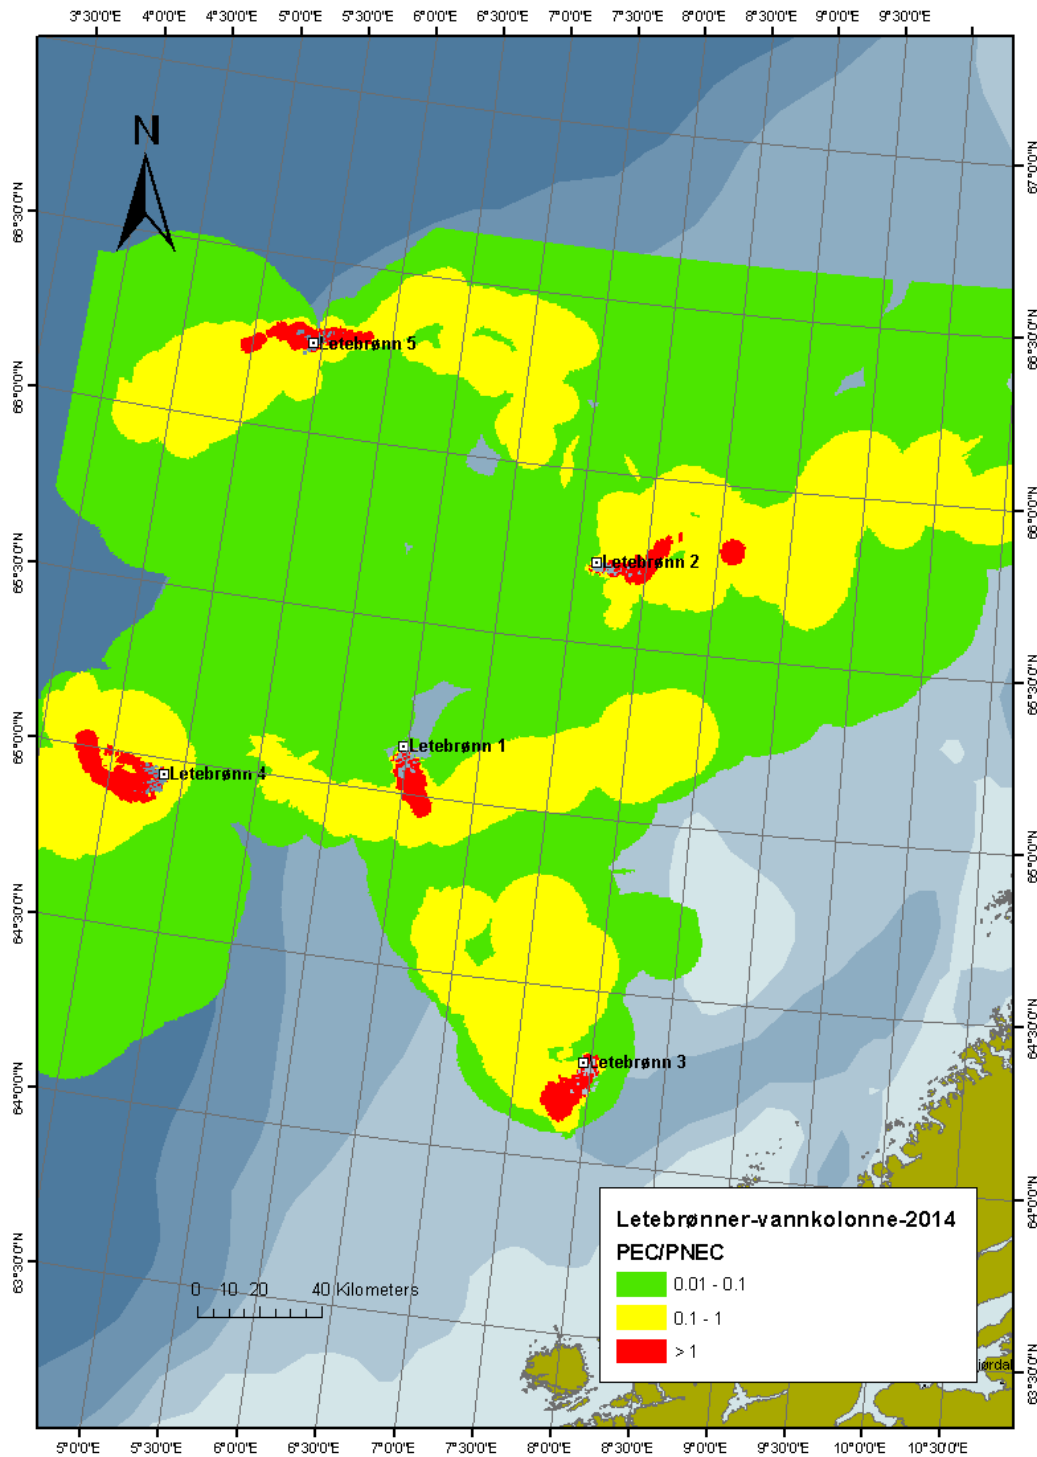 3°30'0"E 4°0'0"E 4°30'0"E 5°0'0"E 5°30'0"E 6°0'0"E 6°30'0"E 7°0'0"E 7°30'0"E 8°0'0"E 8°30'0"E 9°0'0"E 9°30'0"E
N
67°0'0"N
66°30'0"N
66°30'0"N
Letebrønn 5
66°0'0"N
66°0'0"N
65°30'0"N
Letebrønn 2
65°30'0"N
65°0'0"N
Letebrønn 1
Letebrønn 4
65°0'0"N
64°30'0"N
64°30'0"N
Letebrønn 3
64°0'0"N
64°0'0"N
Letebrønner-vannkolonne-2014
PEC/PNEC
63°30'0"N
0.01 - 0.1
0 10 20 40 Kilometers
0.1 - 1
> 1
jørdal
63°30'0"N
5°0'0"E 5°30'0"E 6°0'0"E 6°30'0"E 7°0'0"E 7°30'0"E 8°0'0"E 8°30'0"E 9°0'0"E 9°30'0"E 10°0'0"E 10°30'0"E